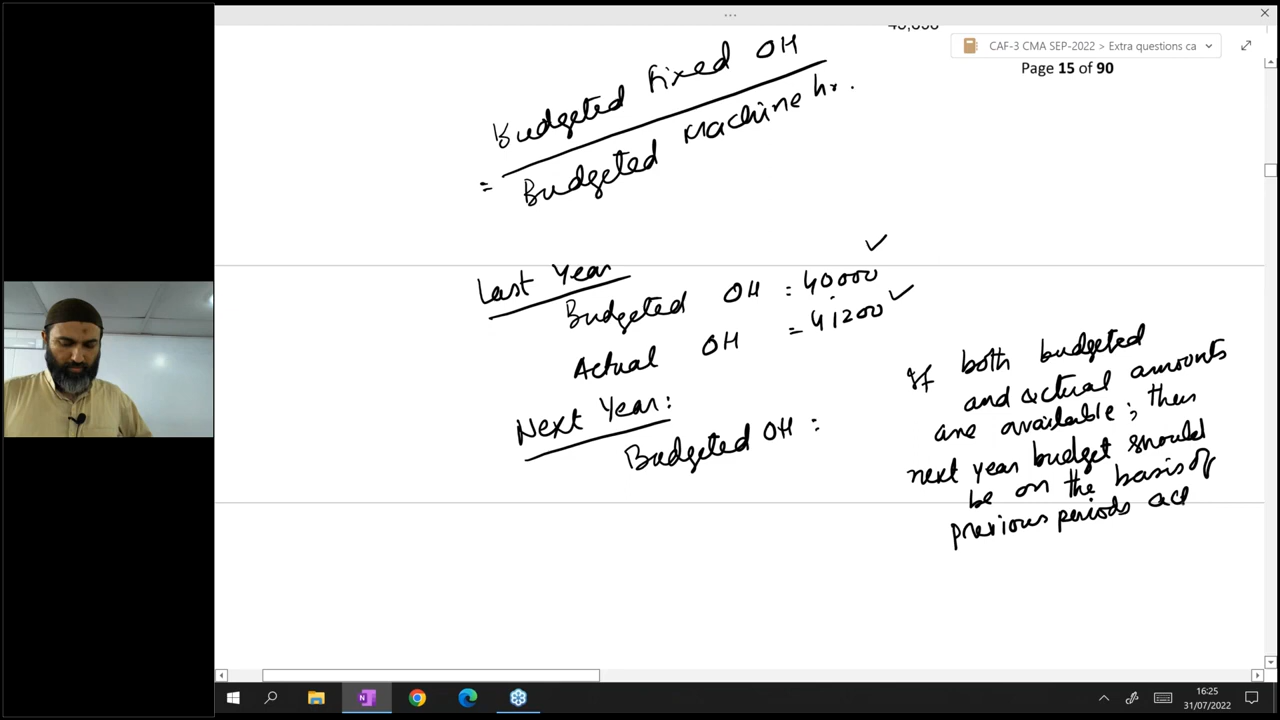 CAF-3 CMA SEP-2022 > Extra questions ca
Page 15 of 90
Budgeted Fixed OH
= Budgeted Machine hr.
Last Year
Budgeted OH = 40000
Actual OH = 41200
Next Year:
Budgeted OH :
If both budgeted
and actual amounts
are available; then
next year budget should
be on the basis of
previous periods act
16:25
31/07/2022